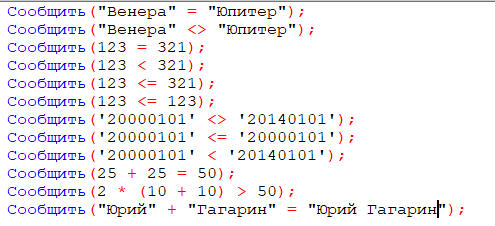 Сообщить("Венера" = "Юпитер");
Сообщить("Венера" <> "Юпитер");
Сообщить(123 = 321);
Сообщить(123 < 321);
Сообщить(123 <= 321);
Сообщить(123 <= 123);
Сообщить('20000101' <> '20140101');
Сообщить('20000101' <= '20000101');
Сообщить('20000101' < '20140101');
Сообщить(25 + 25 = 50);
Сообщить(2 * (10 + 10) > 50);
Сообщить("Юрий" + "Гагарин" = "Юрий Гагарин");